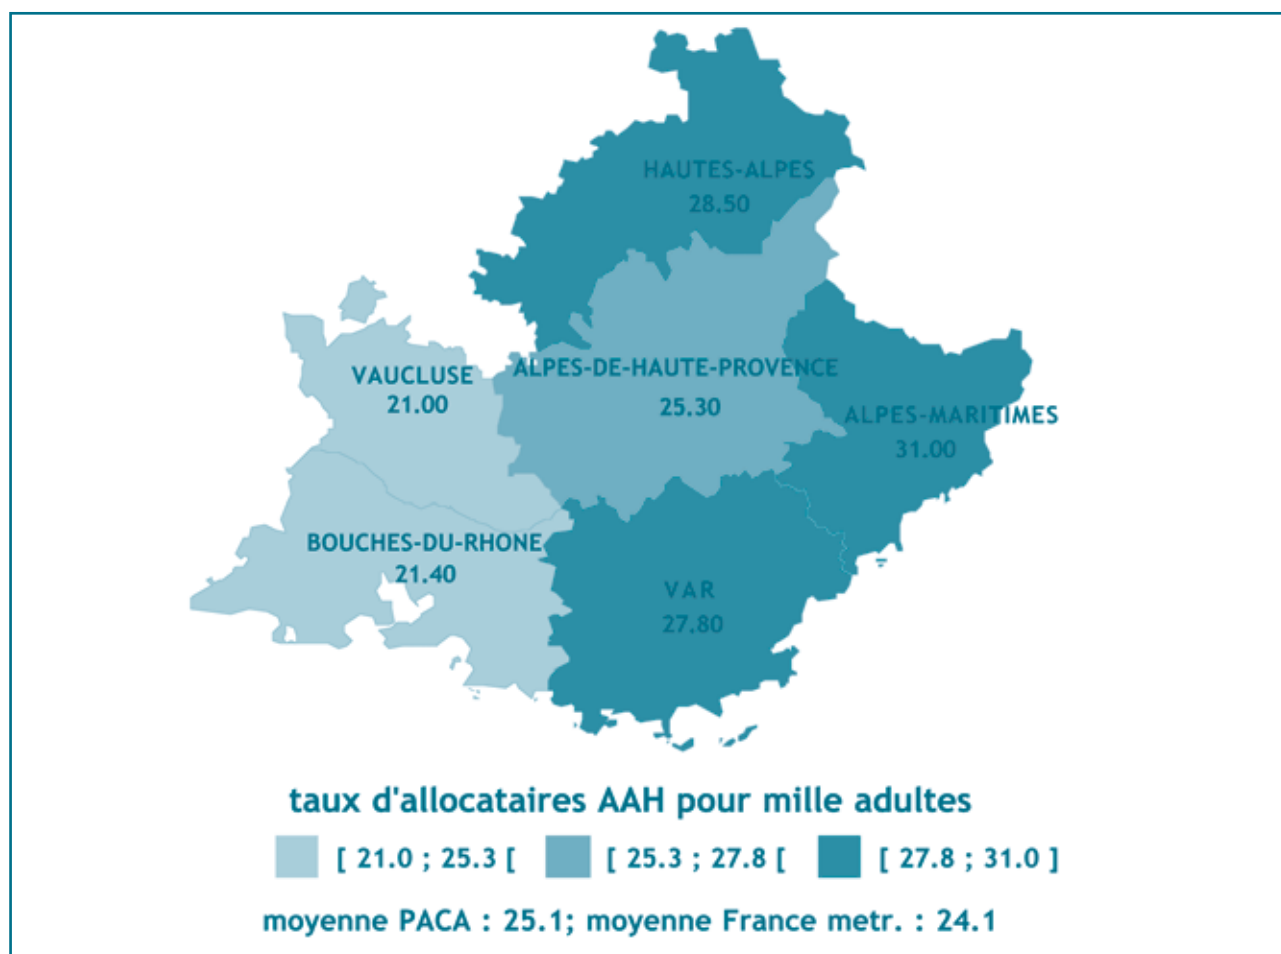 HAUTES-ALPES
28.50
VAUCLUSE
21.00
ALPES-DE-HAUTE-PROVENCE
25.30
ALPES-MARITIMES
31.00
BOUCHES-DU-RHONE
21.40
VAR
27.80
taux d'allocataires AAH pour mille adultes
[ 21.0 ; 25.3 [ [ 25.3 ; 27.8 [ [ 27.8 ; 31.0 ]
moyenne PACA : 25.1; moyenne France metr. : 24.1